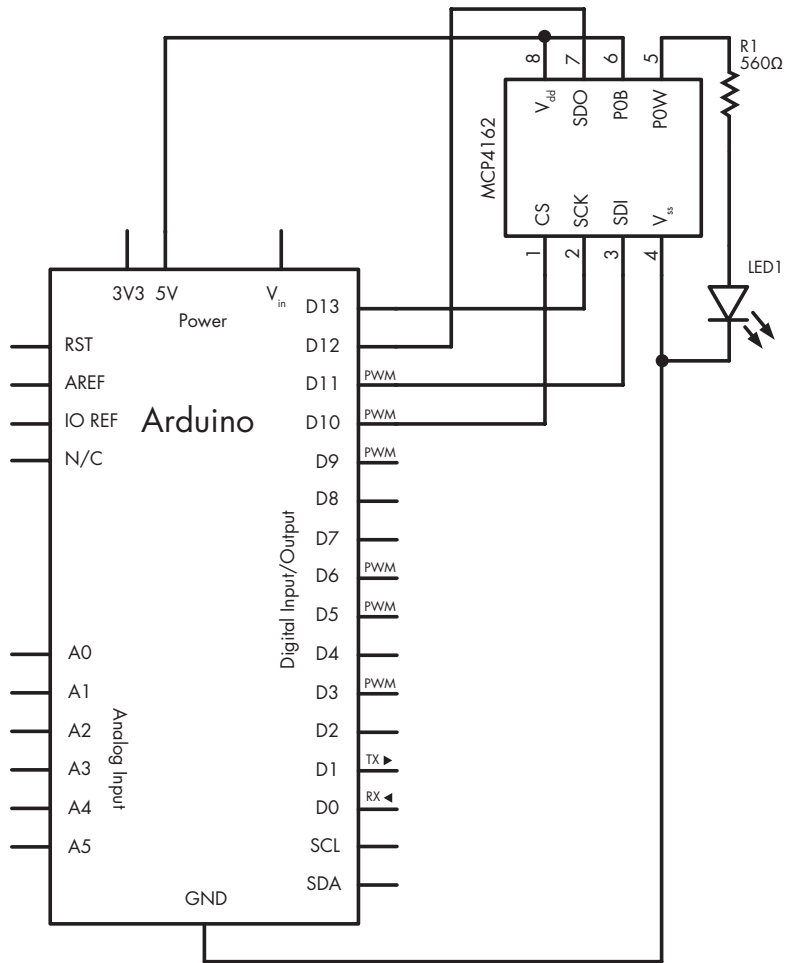 R1
560Ω
8
7
6
5
V_dd
SDO
P0B
P0W
MCP4162
CS
SCK
SDI
V_ss
1
2
3
4
LED1
3V3
5V
V_in
Power
RST
AREF
IO REF
N/C
Arduino
D13
D12
D11
PWM
D10
PWM
D9
PWM
D8
D7
D6
PWM
D5
PWM
D4
D3
PWM
D2
D1
TX ►
D0
RX ◄
SCL
SDA
Digital Input/Output
A0
A1
A2
A3
A4
A5
Analog Input
GND